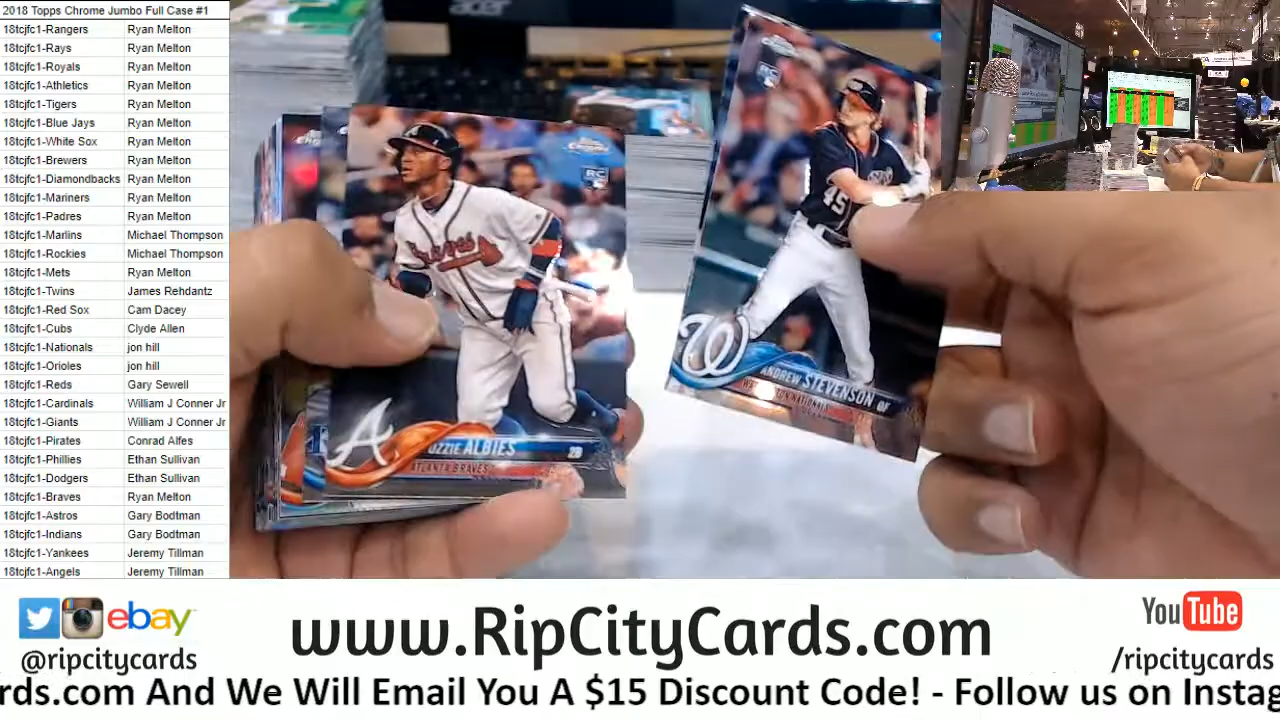 2018 Topps Chrome Jumbo Full Case #1
18tcjfc1-Rangers Ryan Melton
18tcjfc1-Rays Ryan Melton
18tcjfc1-Royals Ryan Melton
18tcjfc1-Athletics Ryan Melton
18tcjfc1-Tigers Ryan Melton
18tcjfc1-Blue Jays Ryan Melton
18tcjfc1-White Sox Ryan Melton
18tcjfc1-Brewers Ryan Melton
18tcjfc1-Diamondbacks Ryan Melton
18tcjfc1-Mariners Ryan Melton
18tcjfc1-Padres Ryan Melton
18tcjfc1-Marlins Michael Thompson
18tcjfc1-Rockies Michael Thompson
18tcjfc1-Mets Ryan Melton
18tcjfc1-Twins James Rehdantz
18tcjfc1-Red Sox Cam Dacey
18tcjfc1-Cubs Clyde Allen
18tcjfc1-Nationals jon hill
18tcjfc1-Orioles jon hill
18tcjfc1-Reds Gary Sewell
18tcjfc1-Cardinals William J Conner Jr
18tcjfc1-Giants William J Conner Jr
18tcjfc1-Pirates Conrad Alfes
18tcjfc1-Phillies Ethan Sullivan
18tcjfc1-Dodgers Ethan Sullivan
18tcjfc1-Braves Ryan Melton
18tcjfc1-Astros Gary Bodtman
18tcjfc1-Indians Gary Bodtman
18tcjfc1-Yankees Jeremy Tillman
18tcjfc1-Angels Jeremy Tillman
acer
RC
Braves
A
OZZIE ALBIES 2B
ATLANTA BRAVES
RC
45
W
ANDREW STEVENSON OF
WASHINGTON NATIONALS
ebay
@ripcitycards
www.RipCityCards.com
YouTube
/ripcitycards
rds.com And We Will Email You A $15 Discount Code! - Follow us on Instag